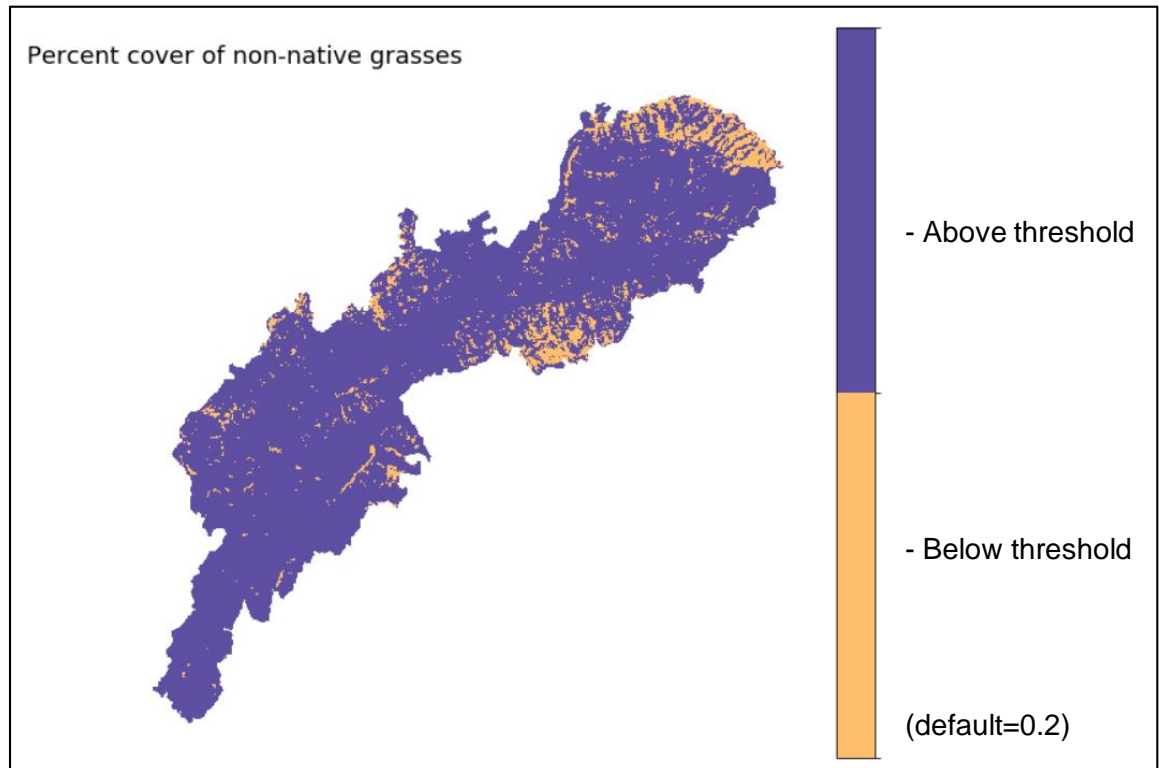 Percent cover of non-native grasses
- Above threshold
- Below threshold
(default=0.2)